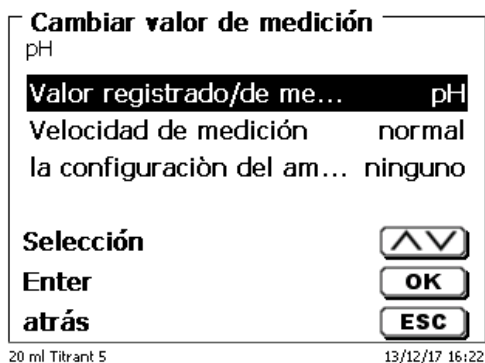 Cambiar valor de medición
pH
Valor registrado/de me... pH
Velocidad de medición normal
la configuraciòn del am... ninguno
Selección
Enter OK
atrás ESC
20 ml Titrant 5 13/12/17 16:22